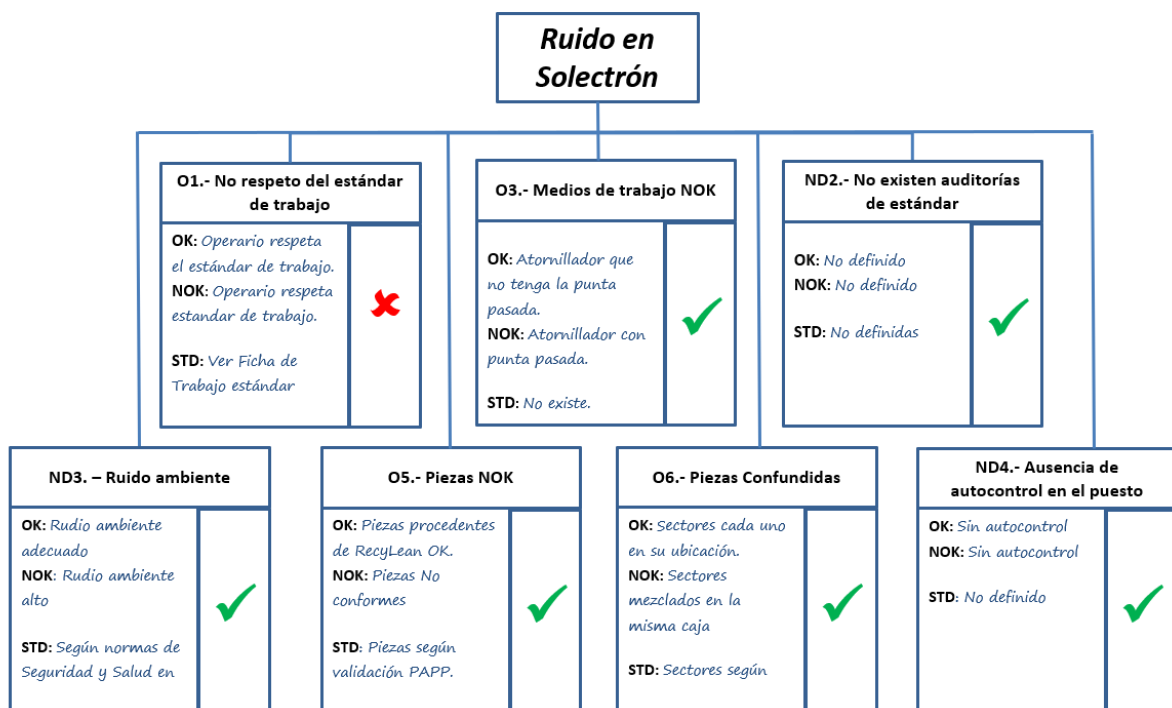 Ruido en
Solectrón
O1.- No respeto del estándar
de trabajo
OK: Operario respeta
el estándar de trabajo.
NOK: Operario respeta
estandar de trabajo.
STD: Ver Ficha de
Trabajo estándar
O3.- Medios de trabajo NOK
OK: Atornillador que
no tenga la punta
pasada.
NOK: Atornillador con
punta pasada.
STD: No existe.
ND2.- No existen auditorías
de estándar
OK: No definido
NOK: No definido
STD: No definidas
ND3. – Ruido ambiente
OK: Rudio ambiente
adecuado
NOK: Rudio ambiente
alto
STD: Según normas de
Seguridad y Salud en
O5.- Piezas NOK
OK: Piezas procedentes
de RecyLean OK.
NOK: Piezas No
conformes
STD: Piezas según
validación PAPP.
O6.- Piezas Confundidas
OK: Sectores cada uno
en su ubicación.
NOK: Sectores
mezclados en la
misma caja
STD: Sectores según
ND4.- Ausencia de
autocontrol en el puesto
OK: Sin autocontrol
NOK: Sin autocontrol
STD: No definido